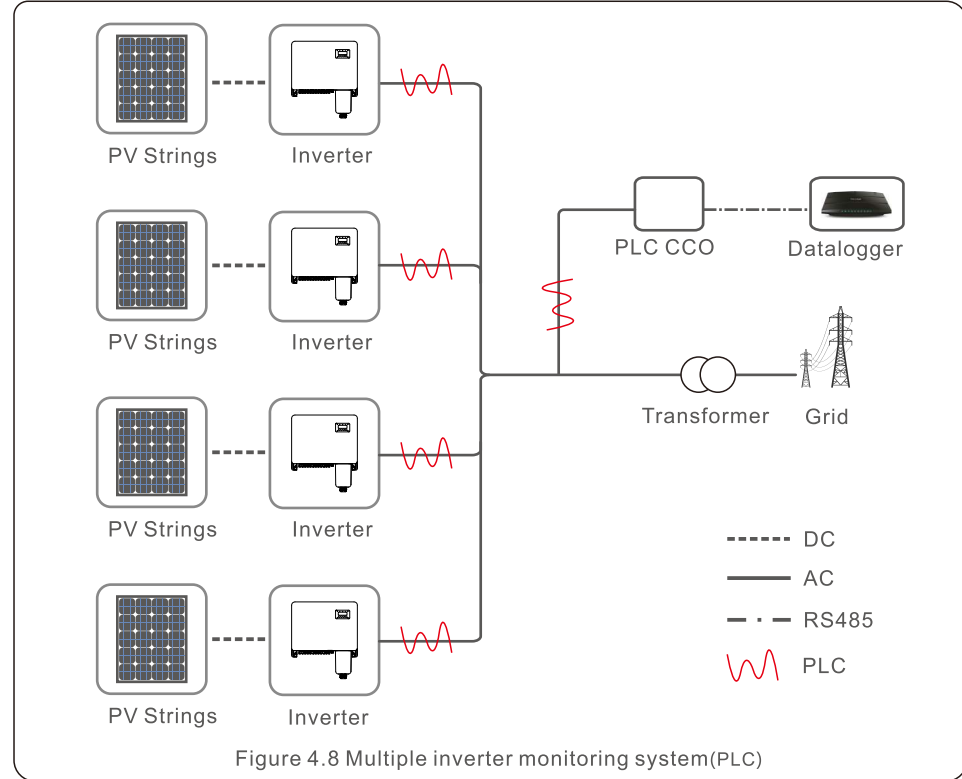 PV Strings
Inverter
PV Strings
Inverter
PLC CCO
Datalogger
PV Strings
Inverter
Transformer
Grid
PV Strings
Inverter
DC
AC
RS485
PLC
Figure 4.8 Multiple inverter monitoring system(PLC)